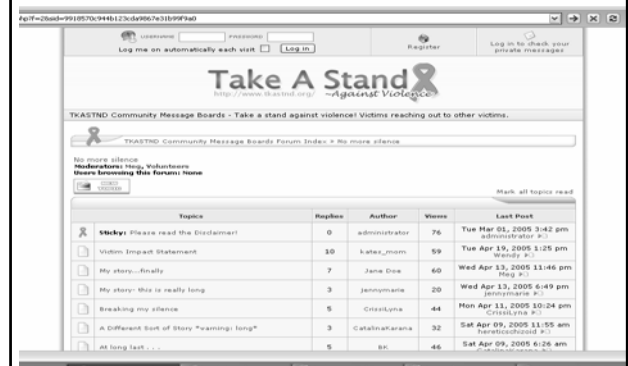 hp?f=2&sid=9918570c944b123cda9867e31b99f9a0
USERNAME PASSWORD
Log me on automatically each visit Log in
Register
Log in to check your private messages
Take A Stand
http://www.tkastnd.org/ ~Against Violence~
TKASTND Community Message Boards - Take a stand against violence! Victims reaching out to other victims.
TKASTND Community Message Boards Forum Index > No more silence
No more silence
Moderators: Meg, Volunteers
Users browsing this forum: None
Mark all topics read
Topics Replies Author Views Last Post
Sticky: Please read the Disclaimer! 0 administrator 76 Tue Mar 01, 2005 3:42 pm
administrator
Victim Impact Statement 10 kates_mom 59 Tue Apr 19, 2005 1:25 pm
Wendy
My story...finally 7 Jane Doe 60 Wed Apr 13, 2005 11:46 pm
Meg
My story- this is really long 3 jennymarie 20 Wed Apr 13, 2005 6:49 pm
jennymarie
Breaking my silence 5 CrissiLyna 44 Mon Apr 11, 2005 10:24 pm
CrissiLyna
A Different Sort of Story *warning: long* 3 CatalinaKarana 32 Sat Apr 09, 2005 11:55 am
hereticschizoid
At long last . . . 5 BK 46 Sat Apr 09, 2005 6:26 am